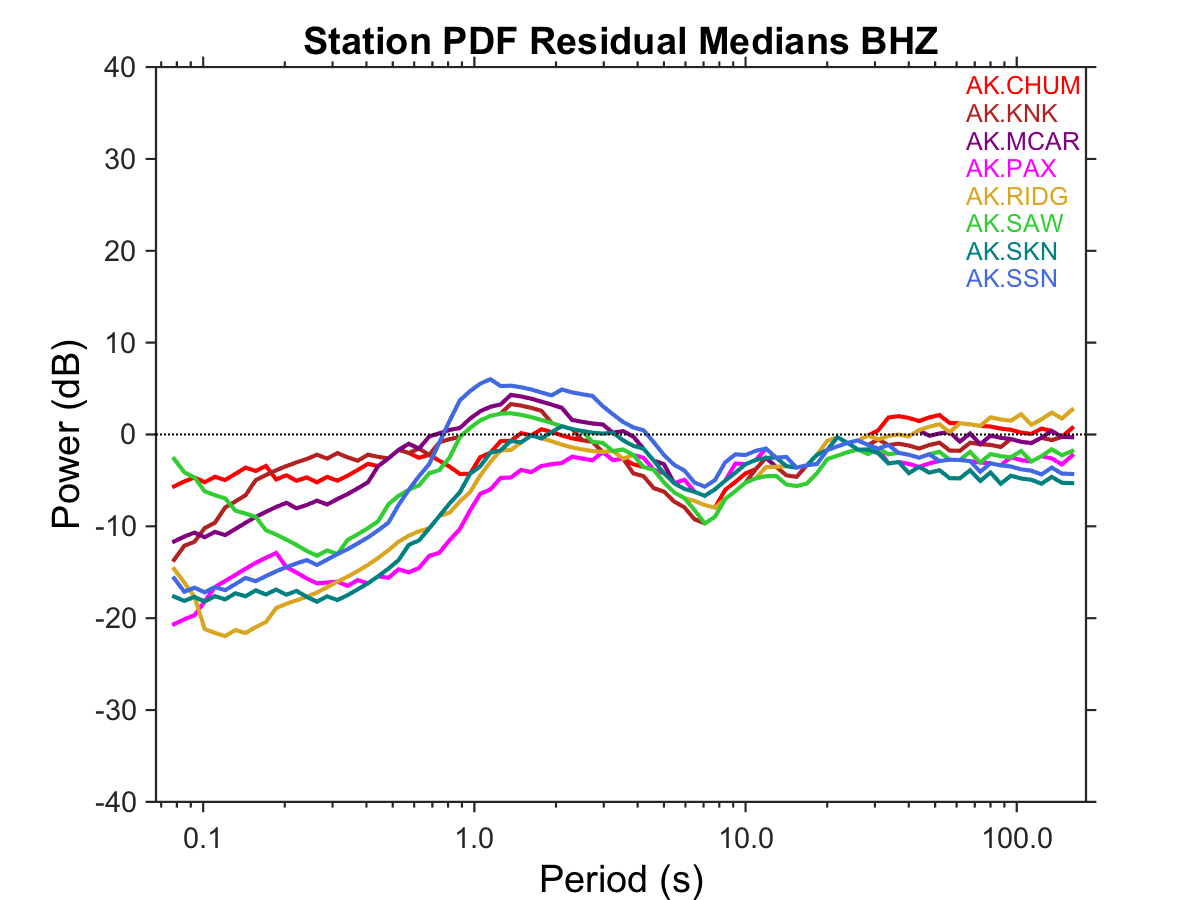 Station PDF Residual Medians BHZ
40
30
20
10
0
-10
-20
-30
-40
Power (dB)
AK.CHUM
AK.KNK
AK.MCAR
AK.PAX
AK.RIDG
AK.SAW
AK.SKN
AK.SSN
0.1 1.0 10.0 100.0
Period (s)